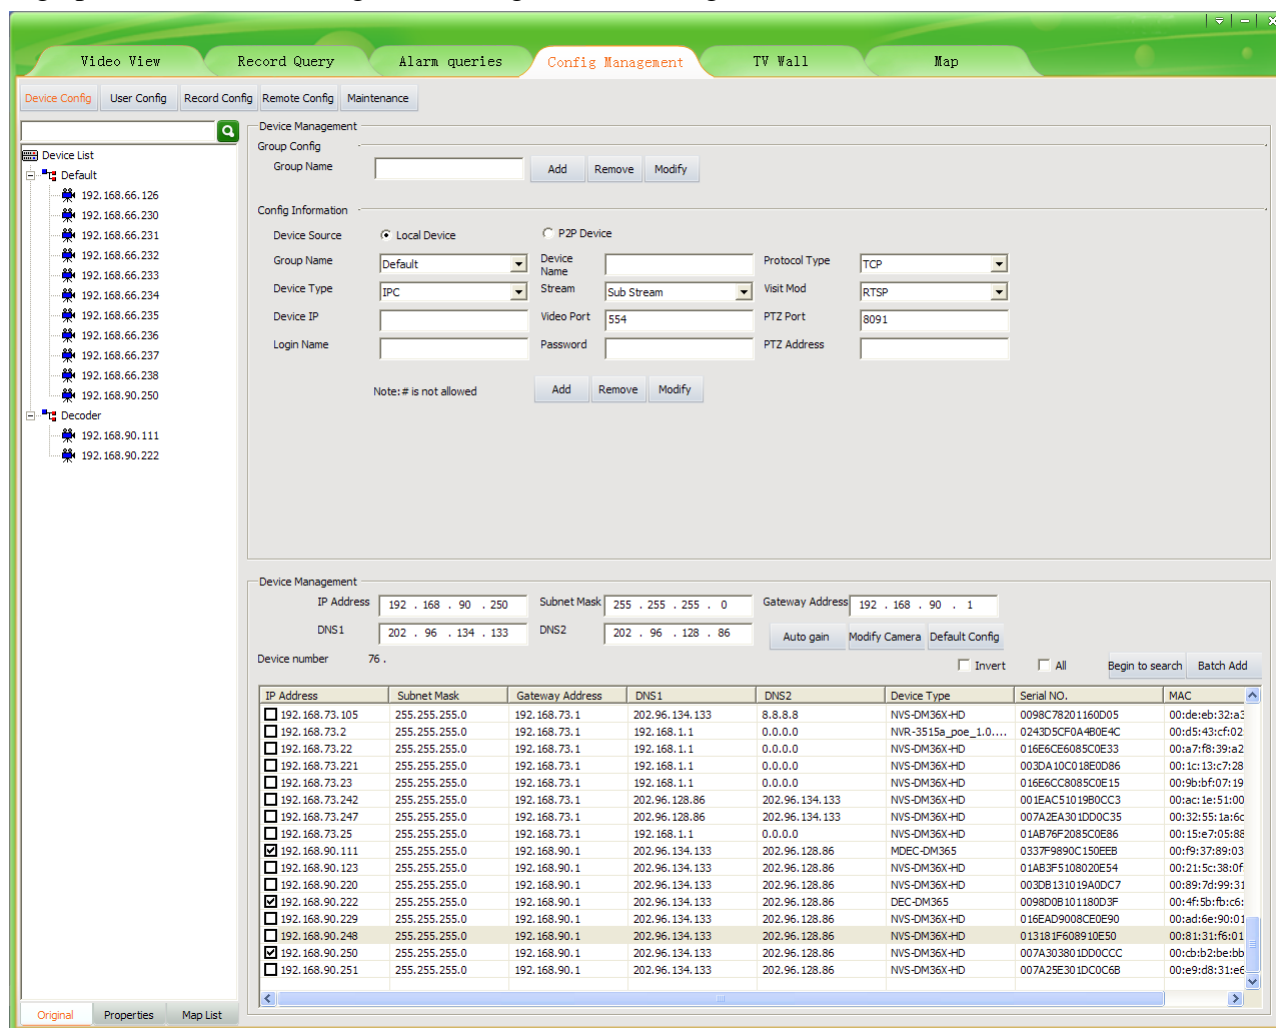 Video View Record Query Alarm queries Config Management TV Wall Map
Device Config User Config Record Config Remote Config Maintenance
Device List
Default
192.168.66.126
192.168.66.230
192.168.66.231
192.168.66.232
192.168.66.233
192.168.66.234
192.168.66.235
192.168.66.236
192.168.66.237
192.168.66.238
192.168.90.250
Decoder
192.168.90.111
192.168.90.222
Original Properties Map List
Device Management
Group Config
Group Name Add Remove Modify
Config Information
Device Source Local Device P2P Device
Group Name Default Device Name Protocol Type TCP
Device Type IPC Stream Sub Stream Visit Mod RTSP
Device IP Video Port 554 PTZ Port 8091
Login Name Password PTZ Address
Note:# is not allowed Add Remove Modify
Device Management
IP Address 192 . 168 . 90 . 250 Subnet Mask 255 . 255 . 255 . 0 Gateway Address 192 . 168 . 90 . 1
DNS1 202 . 96 . 134 . 133 DNS2 202 . 96 . 128 . 86 Auto gain Modify Camera Default Config
Device number 76 . Invert All Begin to search Batch Add
IP Address Subnet Mask Gateway Address DNS1 DNS2 Device Type Serial NO. MAC
192.168.73.105 255.255.255.0 192.168.73.1 202.96.134.133 8.8.8.8 NVS-DM36X-HD 0098C78201160D05 00:de:eb:32:a3
192.168.73.2 255.255.255.0 192.168.73.1 192.168.1.1 0.0.0.0 NVR-3515a_poe_1.0.... 0243D5CF0A4B0E4C 00:d5:43:cf:02
192.168.73.22 255.255.255.0 192.168.73.1 192.168.1.1 0.0.0.0 NVS-DM36X-HD 016E6CE6085C0E33 00:a7:f8:39:a2
192.168.73.221 255.255.255.0 192.168.73.1 192.168.1.1 0.0.0.0 NVS-DM36X-HD 003DA10C018E0D86 00:1c:13:c7:28
192.168.73.23 255.255.255.0 192.168.73.1 192.168.1.1 0.0.0.0 NVS-DM36X-HD 016E6CC8085C0E15 00:9b:bf:07:19
192.168.73.242 255.255.255.0 192.168.73.1 202.96.128.86 202.96.134.133 NVS-DM36X-HD 001EAC51019B0CC3 00:ac:1e:51:00
192.168.73.247 255.255.255.0 192.168.73.1 202.96.128.86 202.96.134.133 NVS-DM36X-HD 007A2EA301DD0C35 00:32:55:1a:6c
192.168.73.25 255.255.255.0 192.168.73.1 192.168.1.1 0.0.0.0 NVS-DM36X-HD 01AB76F2085C0E86 00:15:e7:05:88
192.168.90.111 255.255.255.0 192.168.90.1 202.96.134.133 202.96.128.86 MDEC-DM365 0337F9890C150EEB 00:f9:37:89:03
192.168.90.123 255.255.255.0 192.168.90.1 202.96.134.133 202.96.128.86 NVS-DM36X-HD 01AB3F5108020E54 00:21:5c:38:0f
192.168.90.220 255.255.255.0 192.168.90.1 202.96.134.133 202.96.128.86 NVS-DM36X-HD 003DB131019A0DC7 00:89:7d:99:31
192.168.90.222 255.255.255.0 192.168.90.1 202.96.134.133 202.96.128.86 DEC-DM365 0098D0B101180D3F 00:4f:5b:fb:c6:
192.168.90.229 255.255.255.0 192.168.90.1 202.96.134.133 202.96.128.86 NVS-DM36X-HD 016EAD9008CE0E90 00:ad:6e:90:01
192.168.90.248 255.255.255.0 192.168.90.1 202.96.134.133 202.96.128.86 NVS-DM36X-HD 013181F608910E50 00:81:31:f6:01
192.168.90.250 255.255.255.0 192.168.90.1 202.96.134.133 202.96.128.86 NVS-DM36X-HD 007A303801DD0CCC 00:cb:b2:be:bb
192.168.90.251 255.255.255.0 192.168.90.1 202.96.134.133 202.96.128.86 NVS-DM36X-HD 007A25E301DC0C6B 00:e9:d8:31:e6